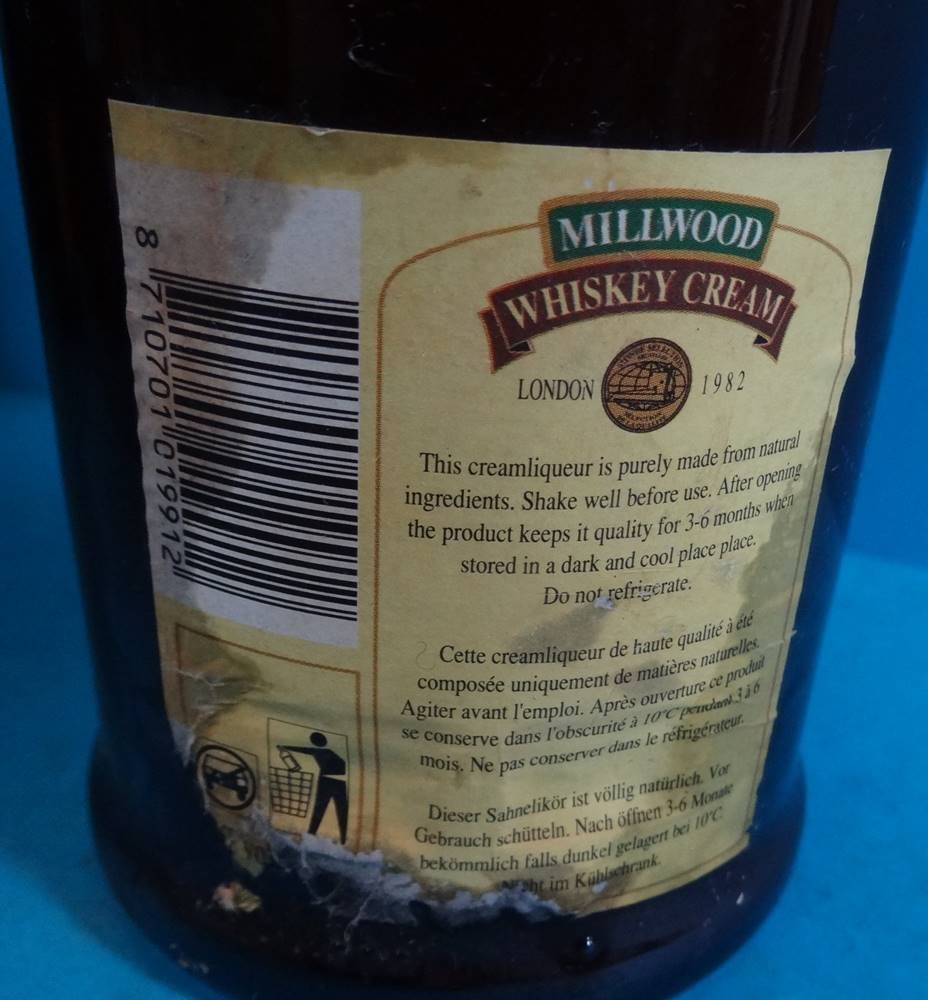 MILLWOOD
WHISKEY CREAM
LONDON 1982
This creamliqueur is purely made from natural
ingredients. Shake well before use. After opening
the product keeps it quality for 3-6 months when
stored in a dark and cool place place.
Do not refrigerate.
Cette creamliqueur de haute qualité à été
composée uniquement de matières naturelles.
Agiter avant l'emploi. Après ouverture ce produit
se conserve dans l'obscurité à 10°C pendant 3 à 6
mois. Ne pas conserver dans le réfrigérateur.
Dieser Sahnelikör ist völlig natürlich. Vor
Gebrauch schütteln. Nach öffnen 3-6 Monate
bekömmlich falls dunkel gelagert bei 10°C.
Nicht im Kühlschrank.
8 710701 019912